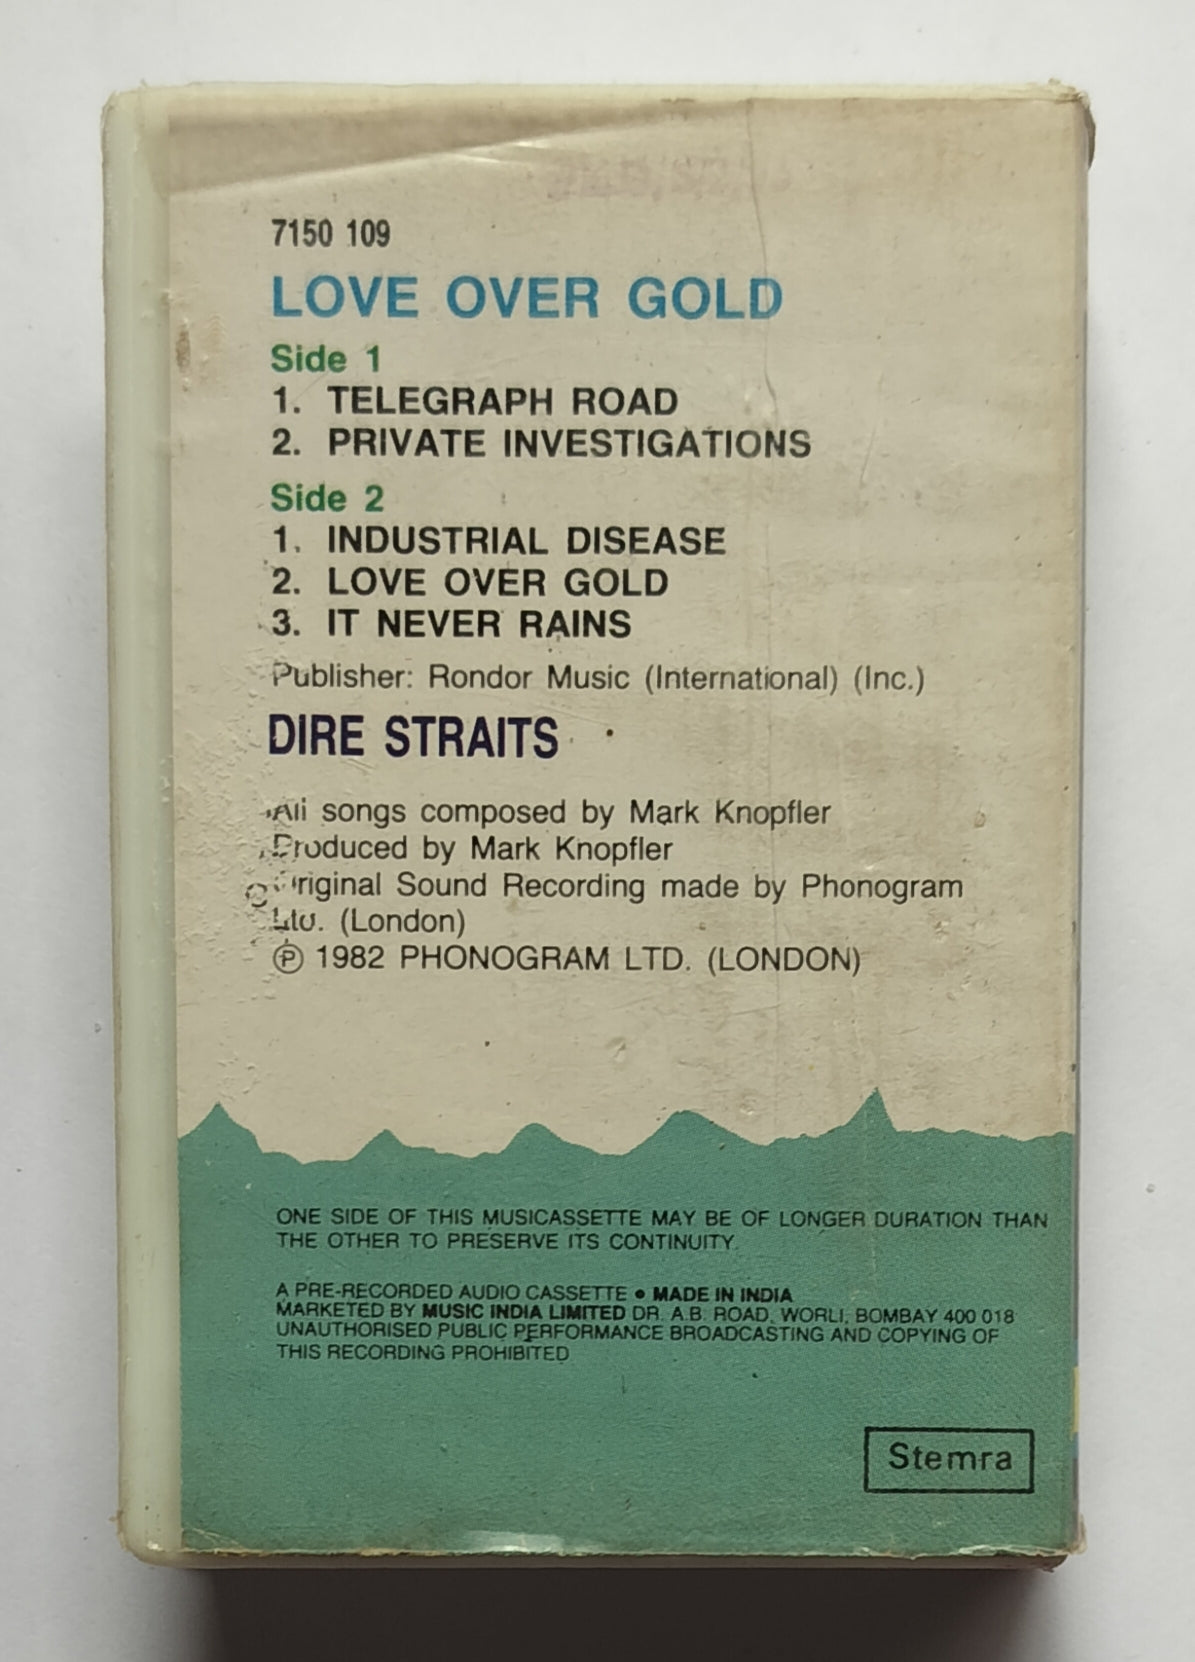 7150 109
LOVE OVER GOLD
Side 1
1. TELEGRAPH ROAD
2. PRIVATE INVESTIGATIONS
Side 2
1. INDUSTRIAL DISEASE
2. LOVE OVER GOLD
3. IT NEVER RAINS
Publisher: Rondor Music (International) (Inc.)
DIRE STRAITS
All songs composed by Mark Knopfler
Produced by Mark Knopfler
Original Sound Recording made by Phonogram
Ltd. (London)
℗ 1982 PHONOGRAM LTD. (LONDON)
ONE SIDE OF THIS MUSICASSETTE MAY BE OF LONGER DURATION THAN
THE OTHER TO PRESERVE ITS CONTINUITY.
A PRE-RECORDED AUDIO CASSETTE • MADE IN INDIA
MARKETED BY MUSIC INDIA LIMITED DR. A.B. ROAD, WORLI, BOMBAY 400 018
UNAUTHORISED PUBLIC PERFORMANCE BROADCASTING AND COPYING OF
THIS RECORDING PROHIBITED
Stemra